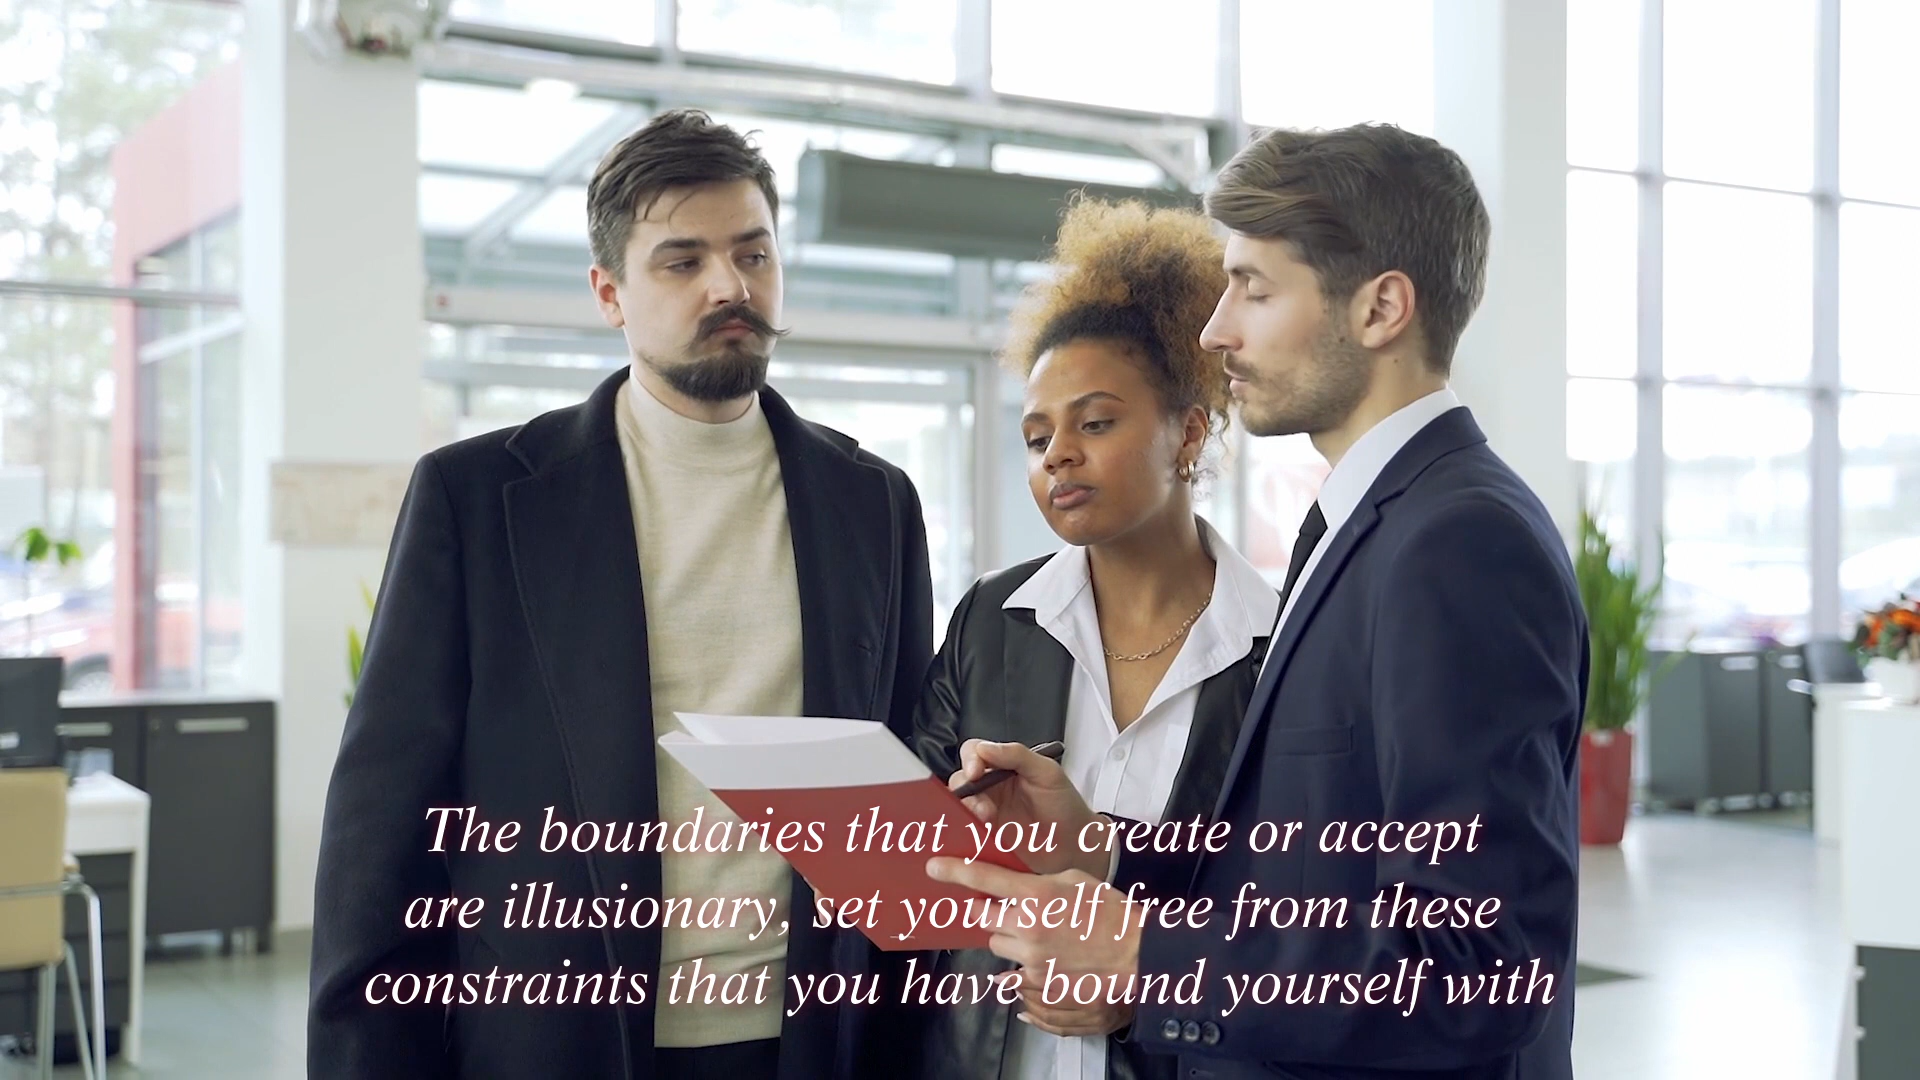 The boundaries that you create or accept
are illusionary, set yourself free from these
constraints that you have bound yourself with